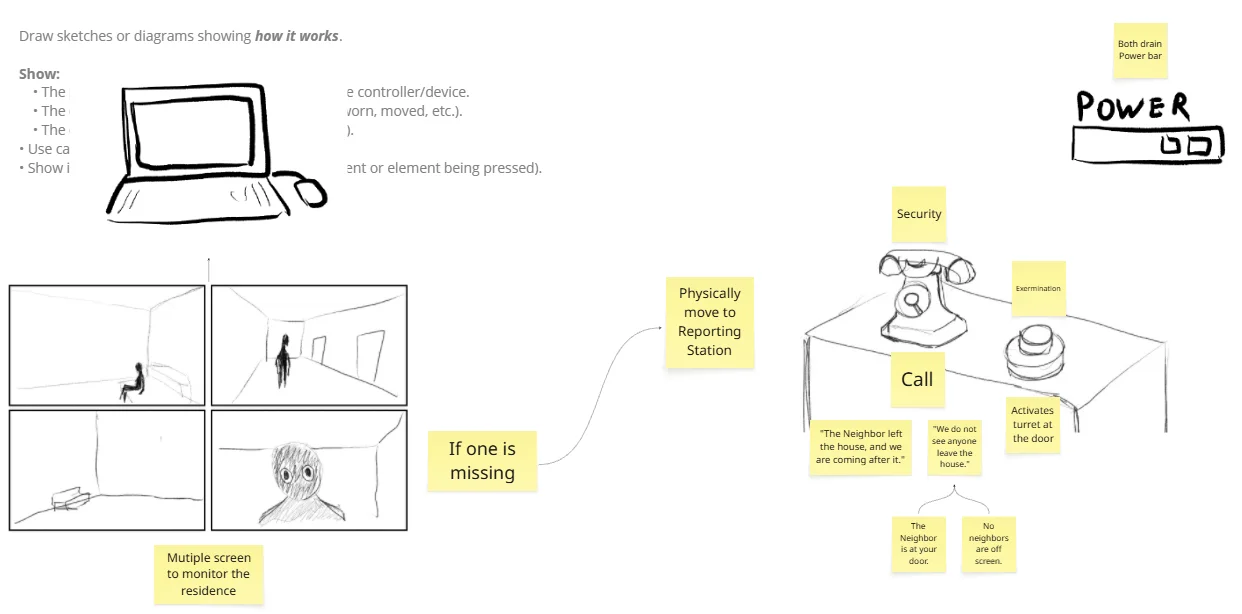 Draw sketches or diagrams showing how it works.
Show:
• The e controller/device.
• The worn, moved, etc.).
• The ).
• Use ca
• Show i ent or element being pressed).
Both drain
Power bar
POWER
Security
Exermination
Physically
move to
Reporting
Station
Call
Activates
turret at
the door
"The Neighbor left
the house, and we
are coming after it."
"We do not
see anyone
leave the
house."
If one is
missing
The
Neighbor
is at your
door.
No
neighbors
are off
screen.
Mutiple screen
to monitor the
residence